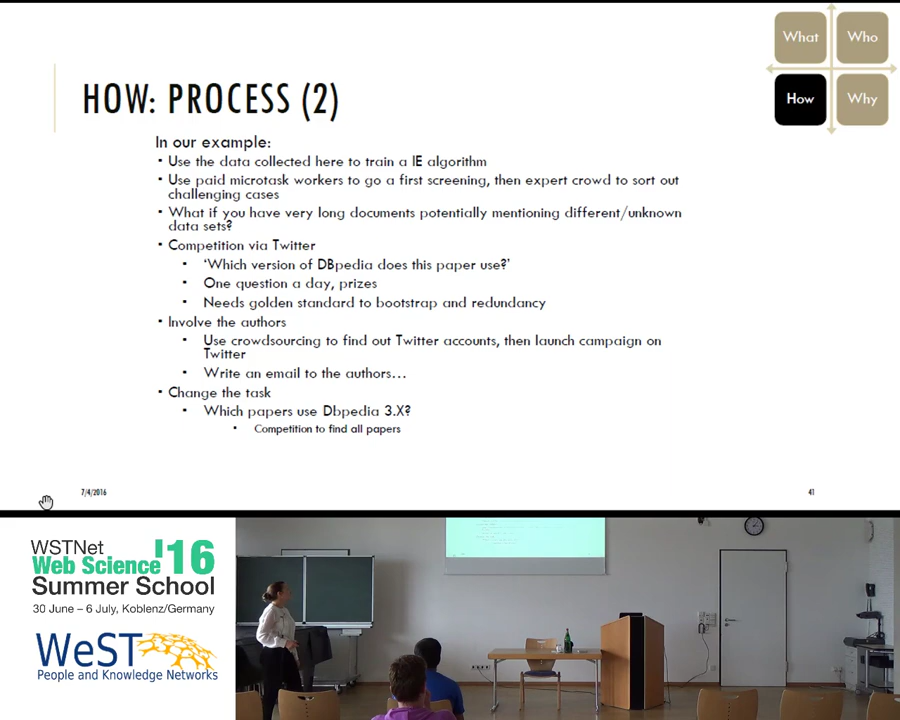 What
Who
How
Why
HOW: PROCESS (2)
In our example:
▪ Use the data collected here to train a IE algorithm
▪ Use paid microtask workers to go a first screening, then expert crowd to sort out
challenging cases
▪ What if you have very long documents potentially mentioning different/unknown
data sets?
▪ Competition via Twitter
▪ ‘Which version of DBpedia does this paper use?’
▪ One question a day, prizes
▪ Needs golden standard to bootstrap and redundancy
▪ Involve the authors
▪ Use crowdsourcing to find out Twitter accounts, then launch campaign on
Twitter
▪ Write an email to the authors…
▪ Change the task
▪ Which papers use Dbpedia 3.X?
▪ Competition to find all papers
7/4/2016
41
WSTNet
Web Science '16
Summer School
30 June – 6 July, Koblenz/Germany
WeST
People and Knowledge Networks